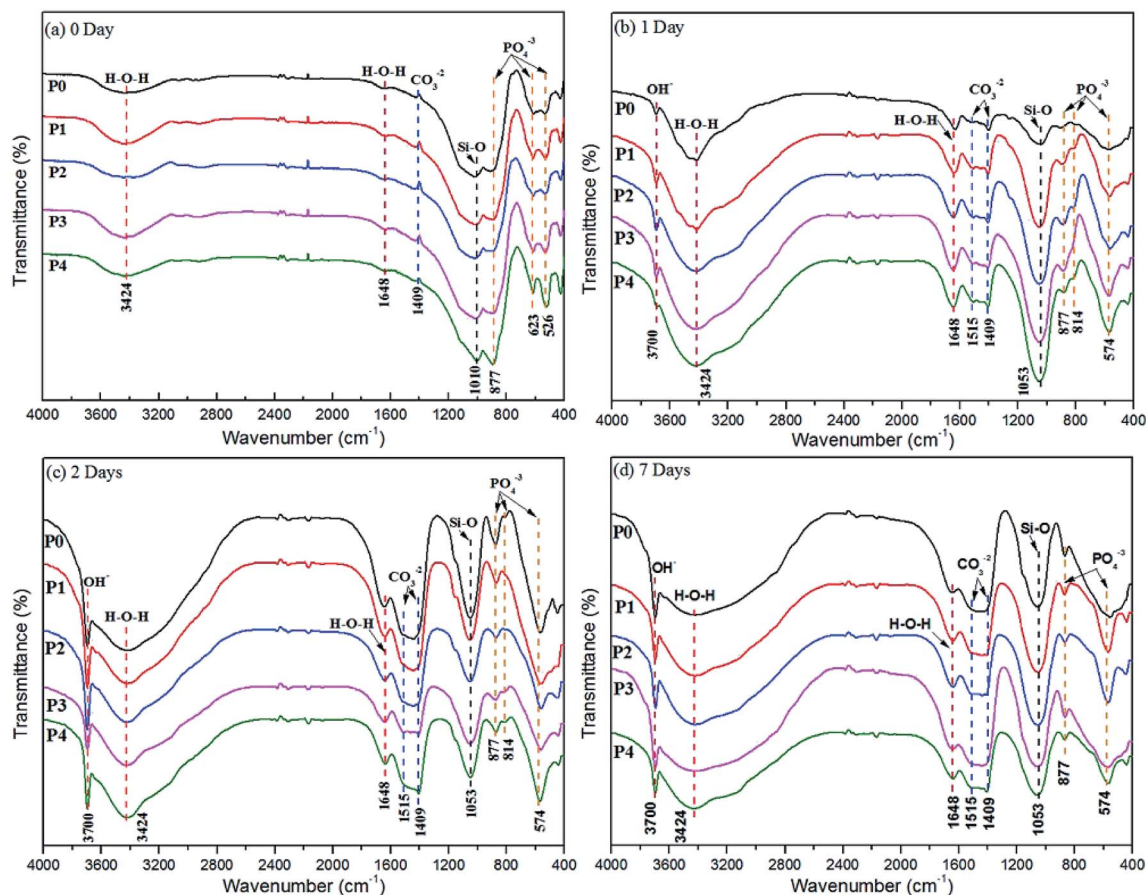 (a) 0 Day
PO₄⁻³
H-O-H
H-O-H
CO₃⁻²
P0
P1
Si-O
P2
P3
P4
3424
1648
1409
1010
877
623
526
Transmittance (%)
4000 3600 3200 2800 2400 2000 1600 1200 800 400
Wavenumber (cm⁻¹)
(b) 1 Day
P0
OH⁻
H-O-H
CO₃⁻²
Si-O
PO₄⁻³
H-O-H
P1
P2
P3
P4
3700
3424
1648
1515
1409
1053
877
814
574
Transmittance (%)
4000 3600 3200 2800 2400 2000 1600 1200 800 400
Wavenumber (cm⁻¹)
(c) 2 Days
PO₄⁻³
Si-O
P0
OH⁻
CO₃⁻²
P1
H-O-H
H-O-H
P2
P3
P4
3700
3424
1648
1515
1409
1053
877
814
574
Transmittance (%)
4000 3600 3200 2800 2400 2000 1600 1200 800 400
Wavenumber (cm⁻¹)
(d) 7 Days
Si-O
P0
OH⁻
CO₃⁻²
PO₄⁻³
H-O-H
P1
H-O-H
P2
P3
P4
3700
3424
1648
1515
1409
1053
877
574
Transmittance (%)
4000 3600 3200 2800 2400 2000 1600 1200 800 400
Wavenumber (cm⁻¹)